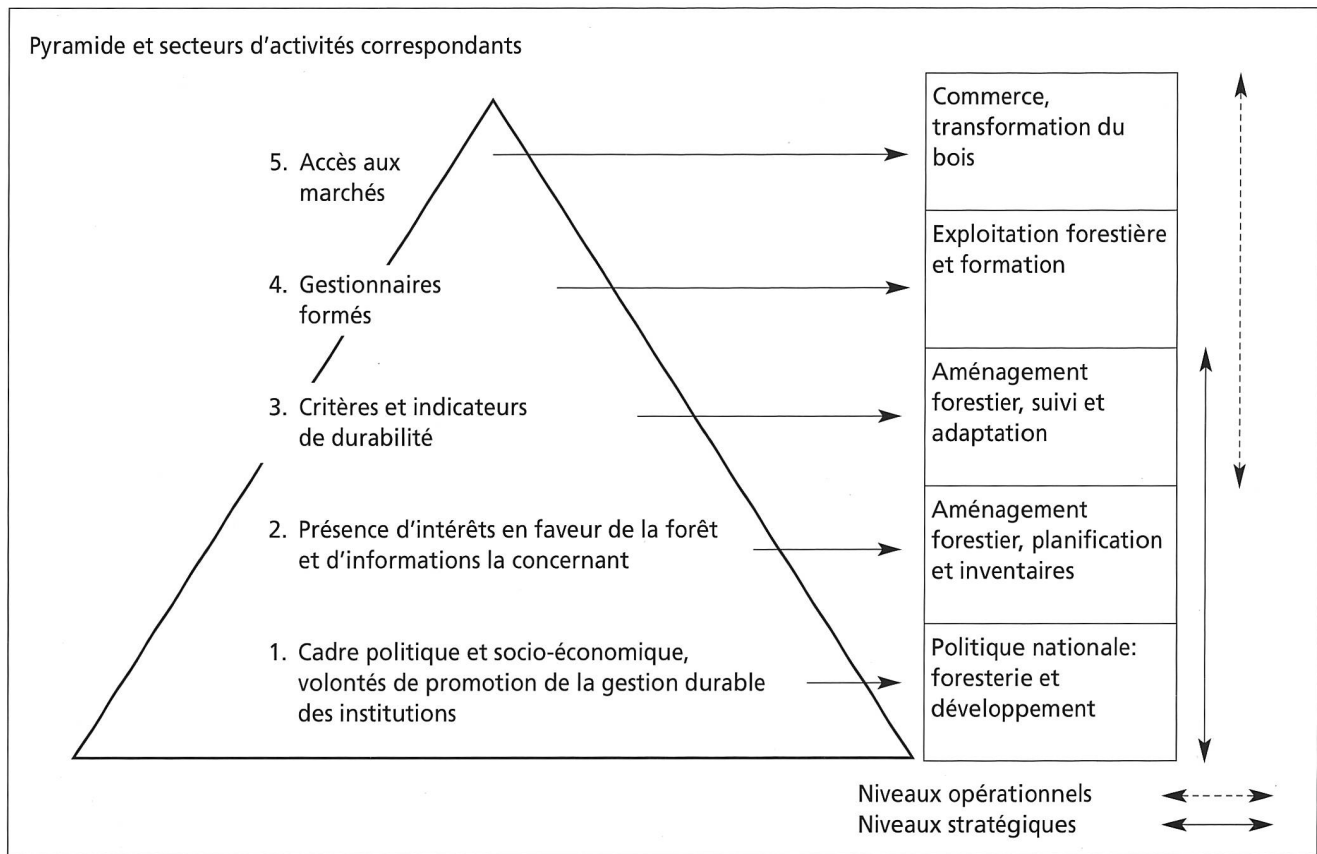 Pyramide et secteurs d'activités correspondants
5. Accès aux
marchés
Commerce,
transformation du
bois
4. Gestionnaires
formés
Exploitation forestière
et formation
3. Critères et indicateurs
de durabilité
Aménagement
forestier, suivi et
adaptation
2. Présence d'intérêts en faveur de la forêt
et d'informations la concernant
Aménagement
forestier, planification
et inventaires
1. Cadre politique et socio-économique,
volontés de promotion de la gestion durable
des institutions
Politique nationale:
foresterie et
développement
Niveaux opérationnels
Niveaux stratégiques